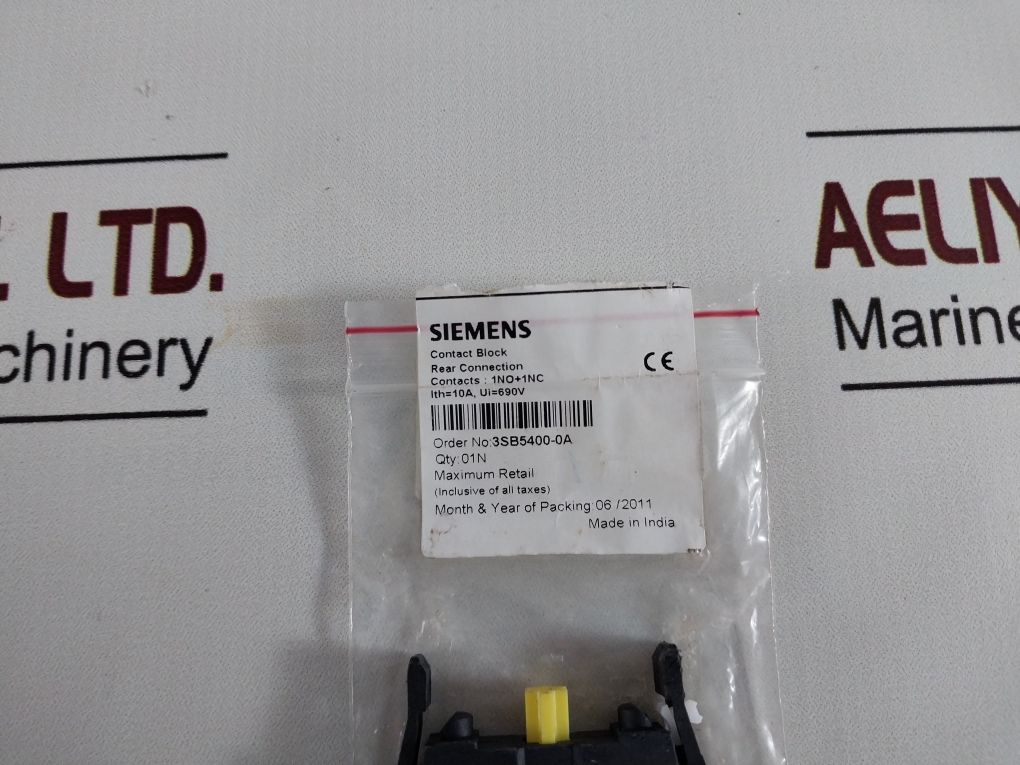 LTD.
chinery
AELIY
Marine
SIEMENS
Contact Block
Rear Connection
Contacts : 1NO+1NC
Ith=10A, Ui=690V
CE
Order No:3SB5400-0A
Qty:01N
Maximum Retail
(Inclusive of all taxes)
Month & Year of Packing:06 /2011
Made in India